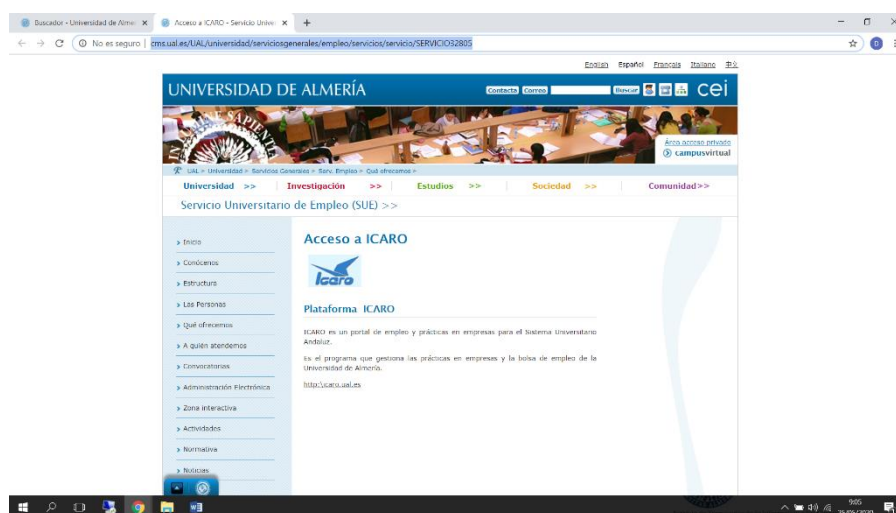 Buscador - Universidad de Alme
Acceso a ICARO - Servicio Univer
No es seguro | cms.ual.es/UAL/universidad/serviciosgenerales/empleo/servicios/servicio/SERVICIO32805
English Español Français Italiano 中文
UNIVERSIDAD DE ALMERÍA
Contacta Correo Buscar cei
Área acceso privado
campusvirtual
UAL > Universidad > Servicios Generales > Serv. Empleo > Qué ofrecemos >
Universidad >> Investigación >> Estudios >> Sociedad >> Comunidad>>
Servicio Universitario de Empleo (SUE) >>
Inicio
Conócenos
Estructura
Las Personas
Qué ofrecemos
A quién atendemos
Convocatorias
Administración Electrónica
Zona interactiva
Actividades
Normativa
Noticias
Acceso a ICARO
Icaro
Plataforma ICARO
ICARO es un portal de empleo y prácticas en empresas para el Sistema Universitario
Andaluz.
Es el programa que gestiona las prácticas en empresas y la bolsa de empleo de la
Universidad de Almería.
http:\icaro.ual.es
9:05